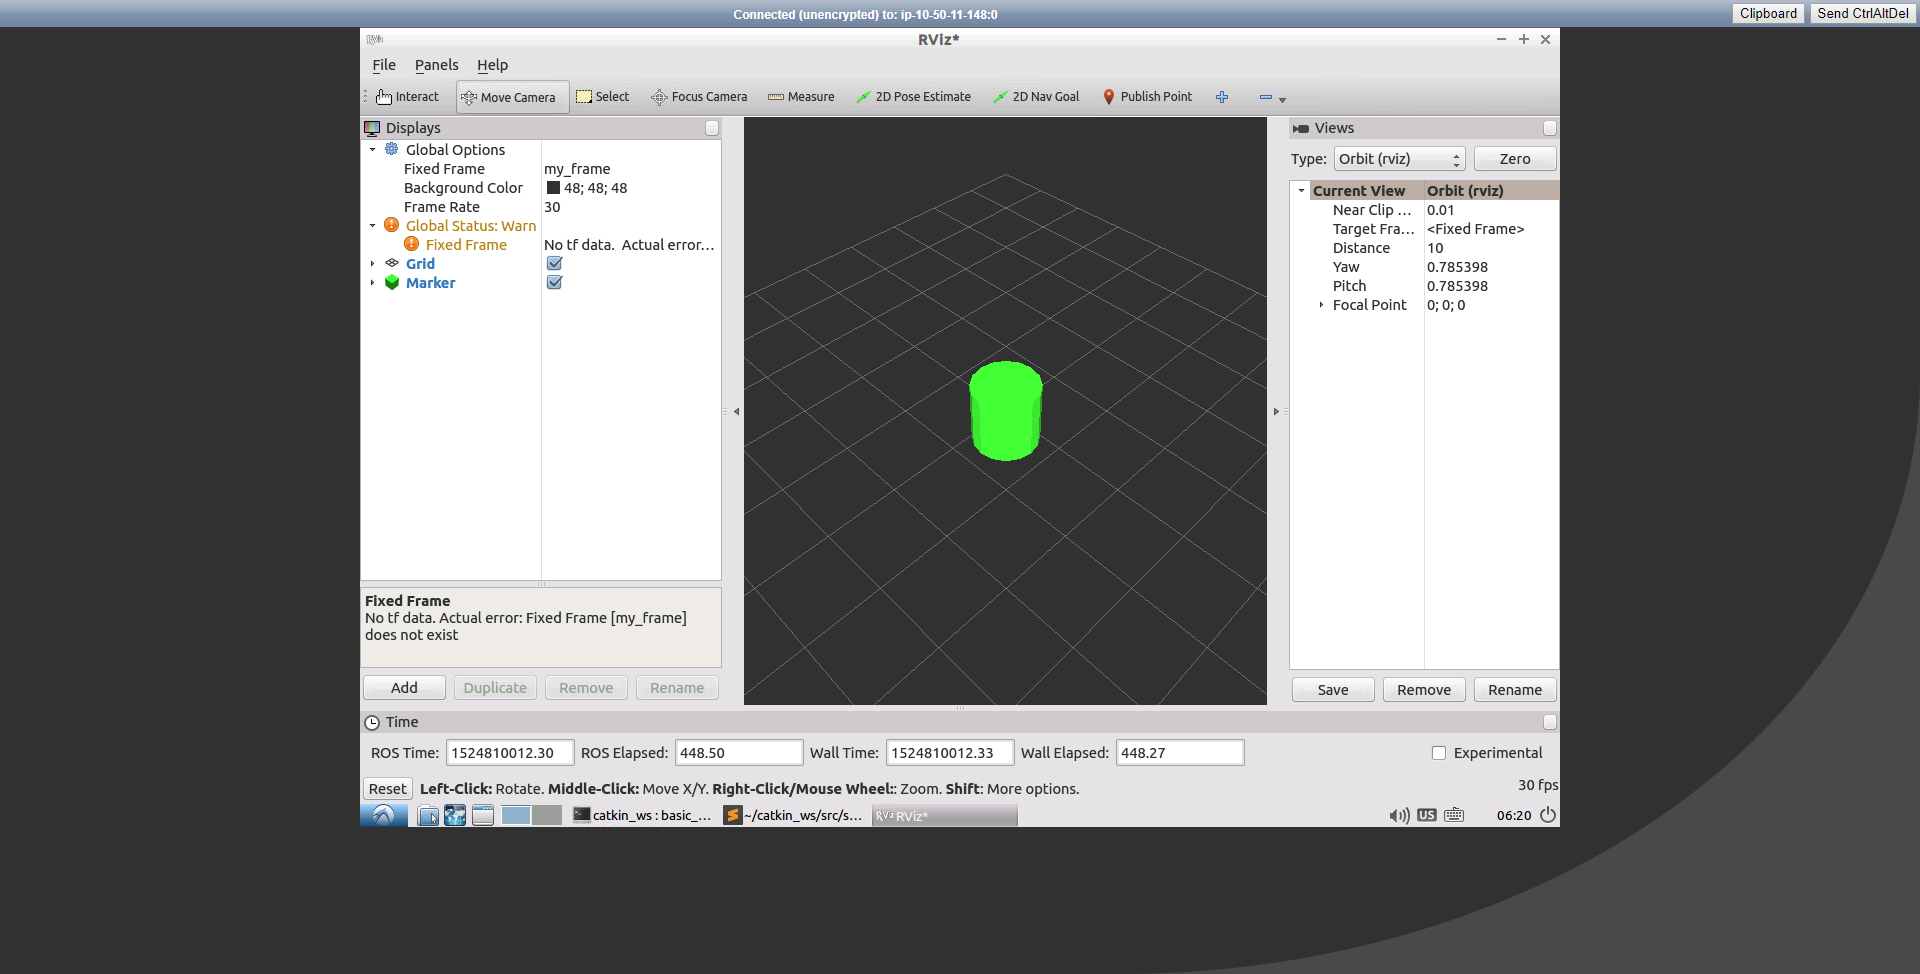 Connected (unencrypted) to: ip-10-50-11-148:0
Clipboard
Send CtrlAltDel
RViz*
File Panels Help
Interact Move Camera Select Focus Camera Measure 2D Pose Estimate 2D Nav Goal Publish Point
Displays
Global Options
Fixed Frame my_frame
Background Color 48; 48; 48
Frame Rate 30
Global Status: Warn
Fixed Frame No tf data.  Actual error...
Grid
Marker
Fixed Frame
No tf data. Actual error: Fixed Frame [my_frame]
does not exist
Add Duplicate Remove Rename
Views
Type: Orbit (rviz) Zero
Current View Orbit (rviz)
Near Clip ... 0.01
Target Fra... <Fixed Frame>
Distance 10
Yaw 0.785398
Pitch 0.785398
Focal Point 0; 0; 0
Save Remove Rename
Time
ROS Time: 1524810012.30 ROS Elapsed: 448.50 Wall Time: 1524810012.33 Wall Elapsed: 448.27 Experimental
Reset Left-Click: Rotate. Middle-Click: Move X/Y. Right-Click/Mouse Wheel:: Zoom. Shift: More options. 30 fps
catkin_ws : basic_... ~/catkin_ws/src/s... RViz RViz* US 06:20